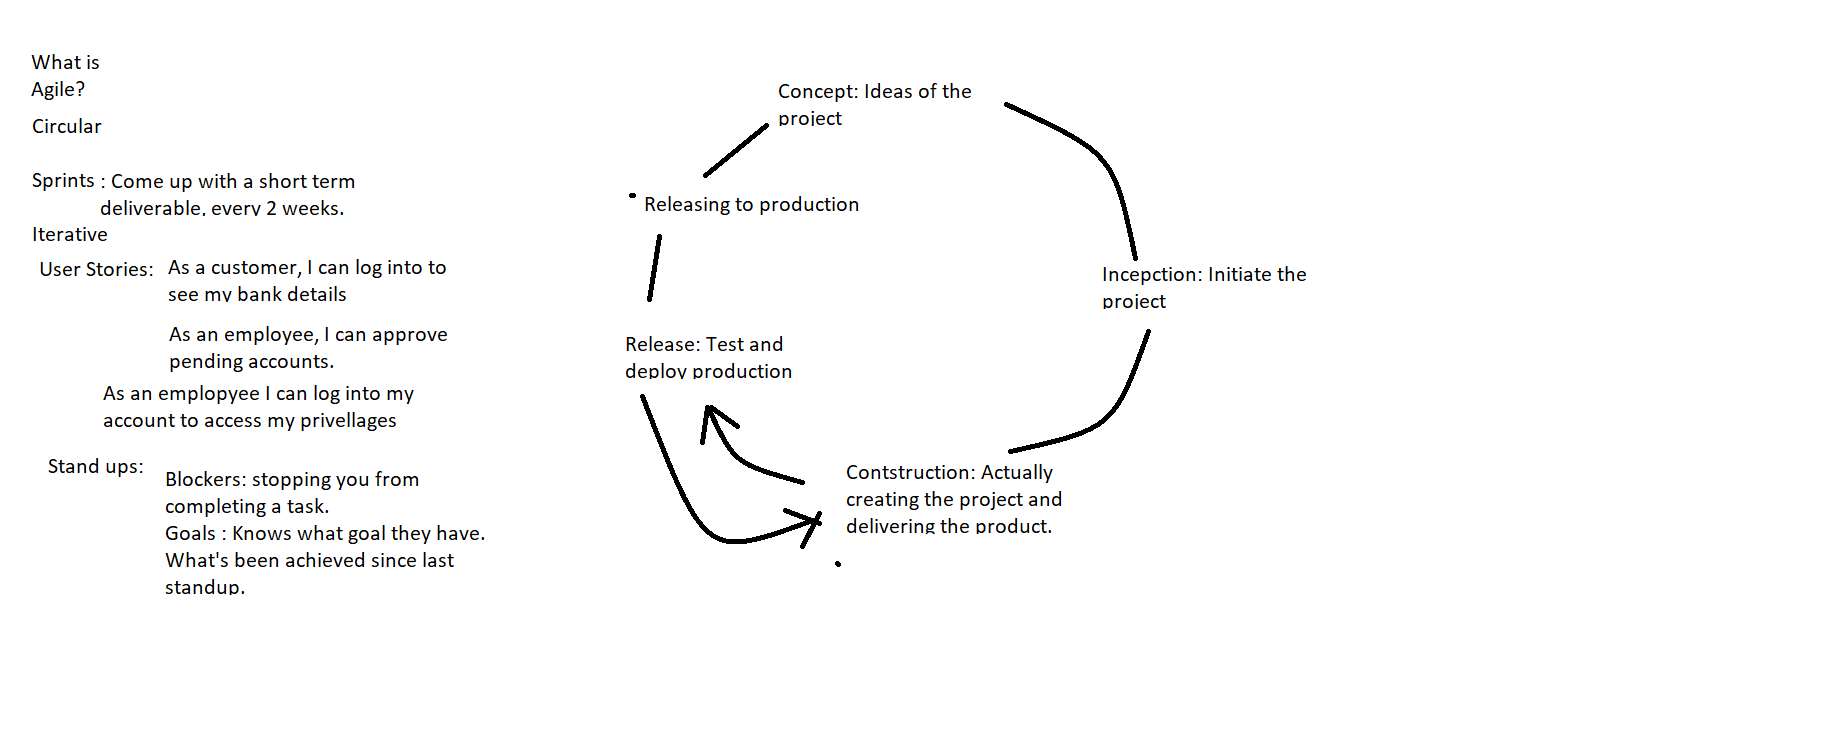 What is
Agile?
Circular
Sprints : Come up with a short term
deliverable, every 2 weeks.
Iterative
User Stories: As a customer, I can log into to
see my bank details
As an employee, I can approve
pending accounts.
As an emplopyee I can log into my
account to access my privellages
Stand ups:
Blockers: stopping you from
completing a task.
Goals : Knows what goal they have.
What's been achieved since last
standup.
Concept: Ideas of the
project
Releasing to production
Incepction: Initiate the
project
Release: Test and
deploy production
Contstruction: Actually
creating the project and
delivering the product.